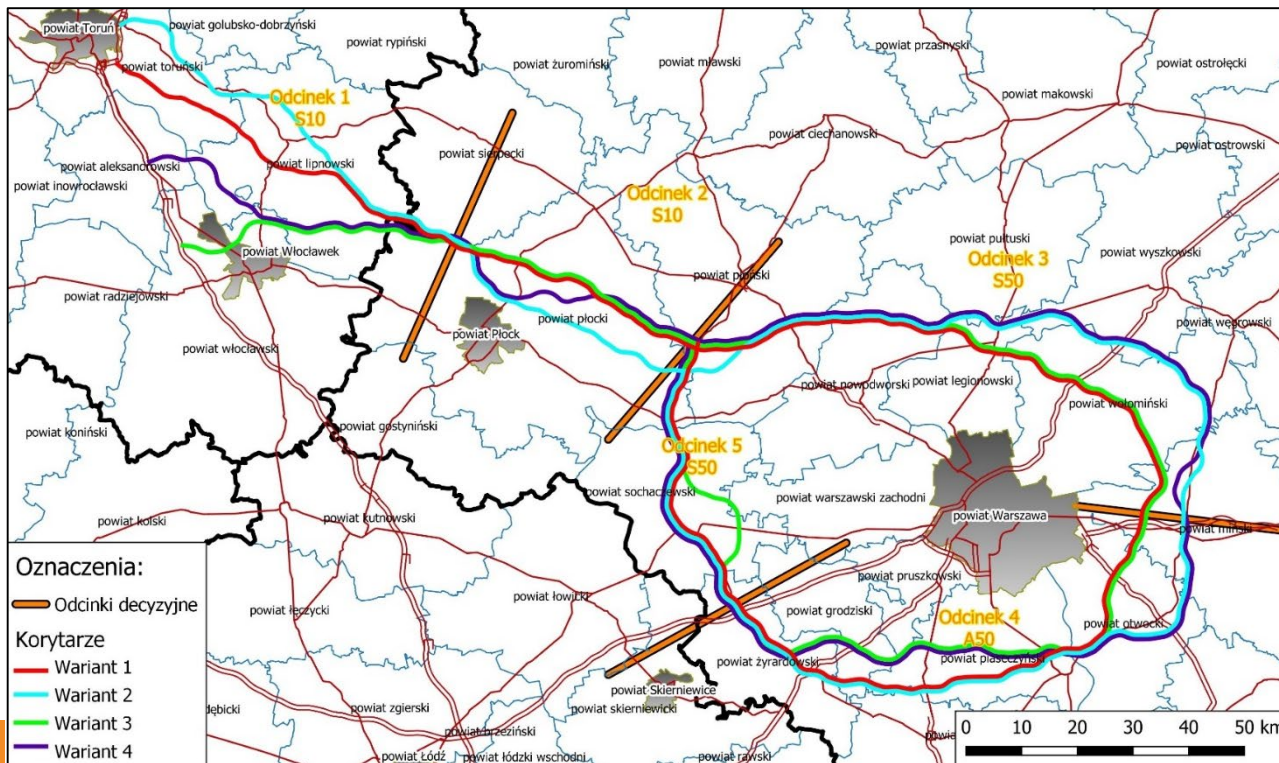 powiat Toruń
powiat golubsko-dobrzyński
powiat rypiński
powiat żuromiński
powiat mławski
powiat przasnyski
powiat ostrołęcki
powiat toruński
Odcinek 1
S10
powiat makowski
powiat ciechanowski
powiat ostrowski
powiat aleksandrowski
powiat inowrocławski
powiat lipnowski
powiat sierpecki
Odcinek 2
S10
powiat pułtuski
Odcinek 3
S50
powiat wyszkowski
powiat Włocławek
powiat płoński
powiat radziejowski
powiat płocki
powiat Płock
powiat węgrowski
powiat włocławski
powiat nowodworski
powiat legionowski
powiat wołomiński
powiat koniński
powiat gostyniński
Odcinek 5
S50
powiat sochaczewski
powiat warszawski zachodni
powiat Warszawa
powiat miński
powiat kolski
powiat kutnowski
powiat pruszkowski
powiat łęczycki
powiat łowicki
powiat grodziski
Odcinek 4
A50
powiat otwocki
powiat żyrardowski
powiat piaseczyński
powiat Skierniewice
powiat skierniewicki
powiat zgierski
powiat brzeziński
powiat Łódź
powiat łódzki wschodni
powiat rawski
Oznaczenia:
Odcinki decyzyjne
Korytarze
Wariant 1
Wariant 2
Wariant 3
Wariant 4
0 10 20 30 40 50 km